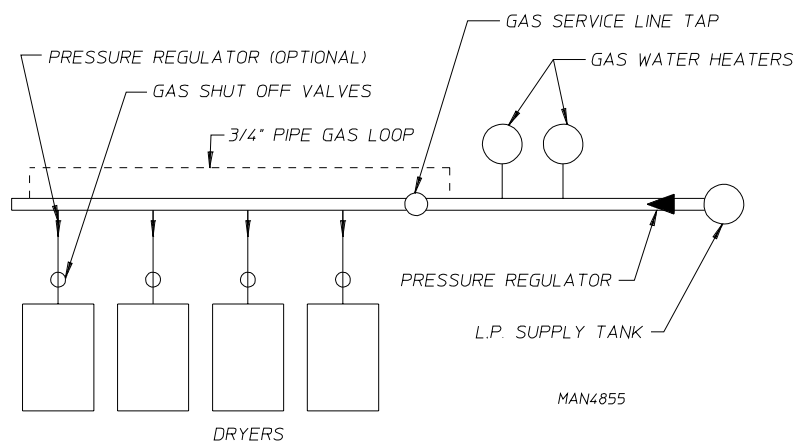 GAS SERVICE LINE TAP
PRESSURE REGULATOR (OPTIONAL)
GAS WATER HEATERS
GAS SHUT OFF VALVES
3/4" PIPE GAS LOOP
PRESSURE REGULATOR
L.P. SUPPLY TANK
MAN4855
DRYERS